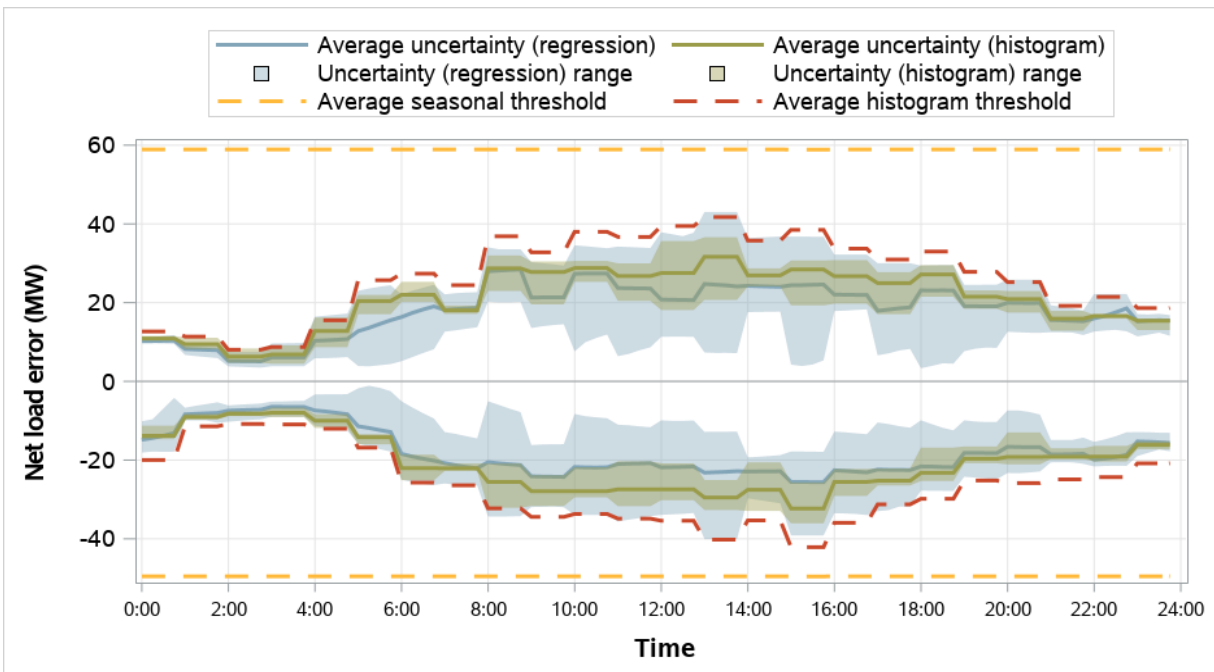 Average uncertainty (regression) Average uncertainty (histogram)
Uncertainty (regression) range Uncertainty (histogram) range
Average seasonal threshold Average histogram threshold
Net load error (MW)
60
40
20
0
-20
-40
0:00 2:00 4:00 6:00 8:00 10:00 12:00 14:00 16:00 18:00 20:00 22:00 24:00
Time